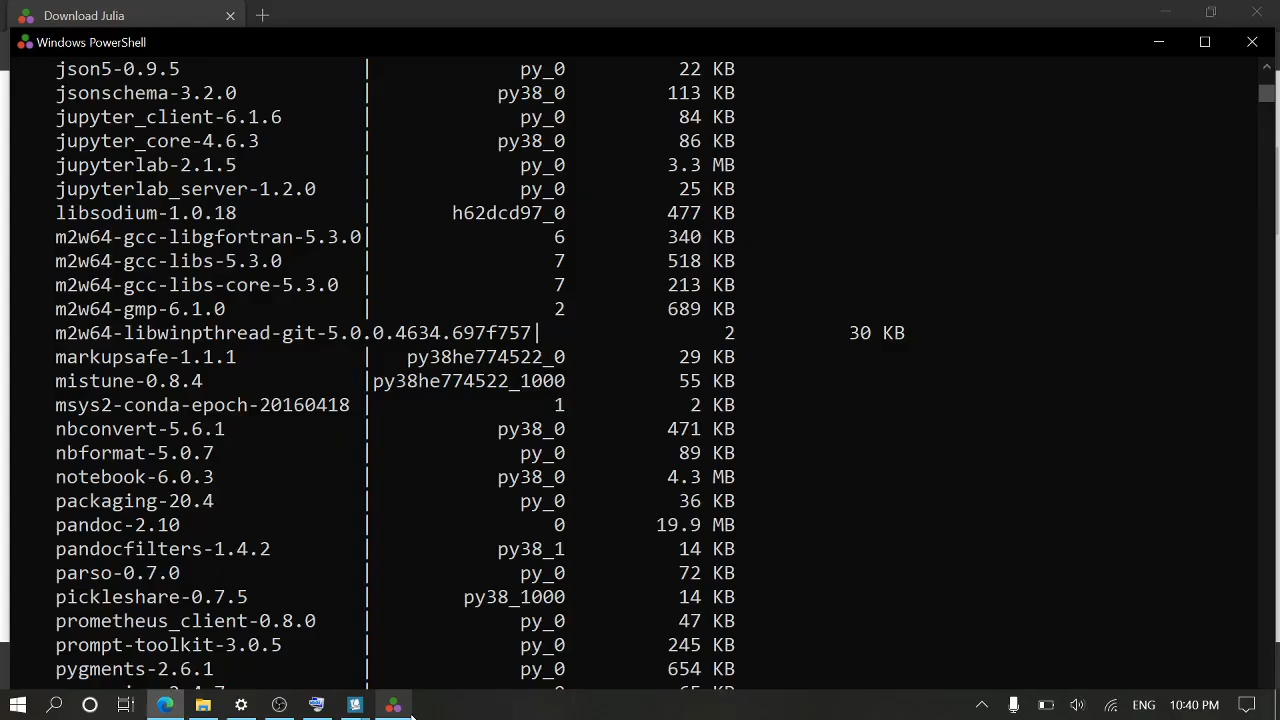 Download Julia
Windows PowerShell
json5-0.9.5 | py_0 22 KB
jsonschema-3.2.0 | py38_0 113 KB
jupyter_client-6.1.6 | py_0 84 KB
jupyter_core-4.6.3 | py38_0 86 KB
jupyterlab-2.1.5 | py_0 3.3 MB
jupyterlab_server-1.2.0 | py_0 25 KB
libsodium-1.0.18 | h62dcd97_0 477 KB
m2w64-gcc-libgfortran-5.3.0| 6 340 KB
m2w64-gcc-libs-5.3.0 | 7 518 KB
m2w64-gcc-libs-core-5.3.0 | 7 213 KB
m2w64-gmp-6.1.0 | 2 689 KB
m2w64-libwinpthread-git-5.0.0.4634.697f757| 2 30 KB
markupsafe-1.1.1 | py38he774522_0 29 KB
mistune-0.8.4 |py38he774522_1000 55 KB
msys2-conda-epoch-20160418 | 1 2 KB
nbconvert-5.6.1 | py38_0 471 KB
nbformat-5.0.7 | py_0 89 KB
notebook-6.0.3 | py38_0 4.3 MB
packaging-20.4 | py_0 36 KB
pandoc-2.10 | 0 19.9 MB
pandocfilters-1.4.2 | py38_1 14 KB
parso-0.7.0 | py_0 72 KB
pickleshare-0.7.5 | py38_1000 14 KB
prometheus_client-0.8.0 | py_0 47 KB
prompt-toolkit-3.0.5 | py_0 245 KB
pygments-2.6.1 | py_0 654 KB
ENG 10:40 PM